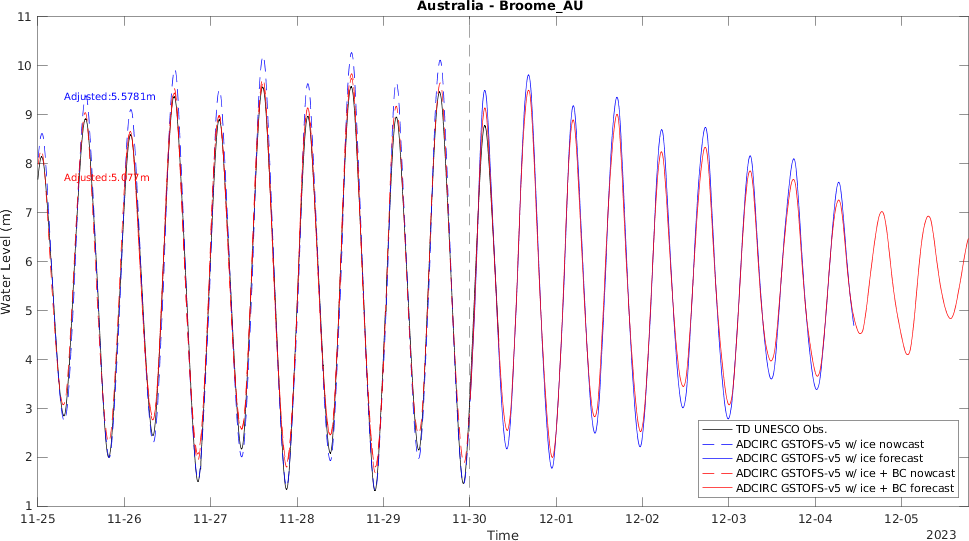 Australia - Broome_AU
11
10
9
8
7
6
5
4
3
2
1
Water Level (m)
Adjusted:5.5781m
Adjusted:5.077m
TD UNESCO Obs.
ADCIRC GSTOFS-v5 w/ ice nowcast
ADCIRC GSTOFS-v5 w/ ice forecast
ADCIRC GSTOFS-v5 w/ ice + BC nowcast
ADCIRC GSTOFS-v5 w/ ice + BC forecast
11-25 11-26 11-27 11-28 11-29 11-30 12-01 12-02 12-03 12-04 12-05
Time
2023